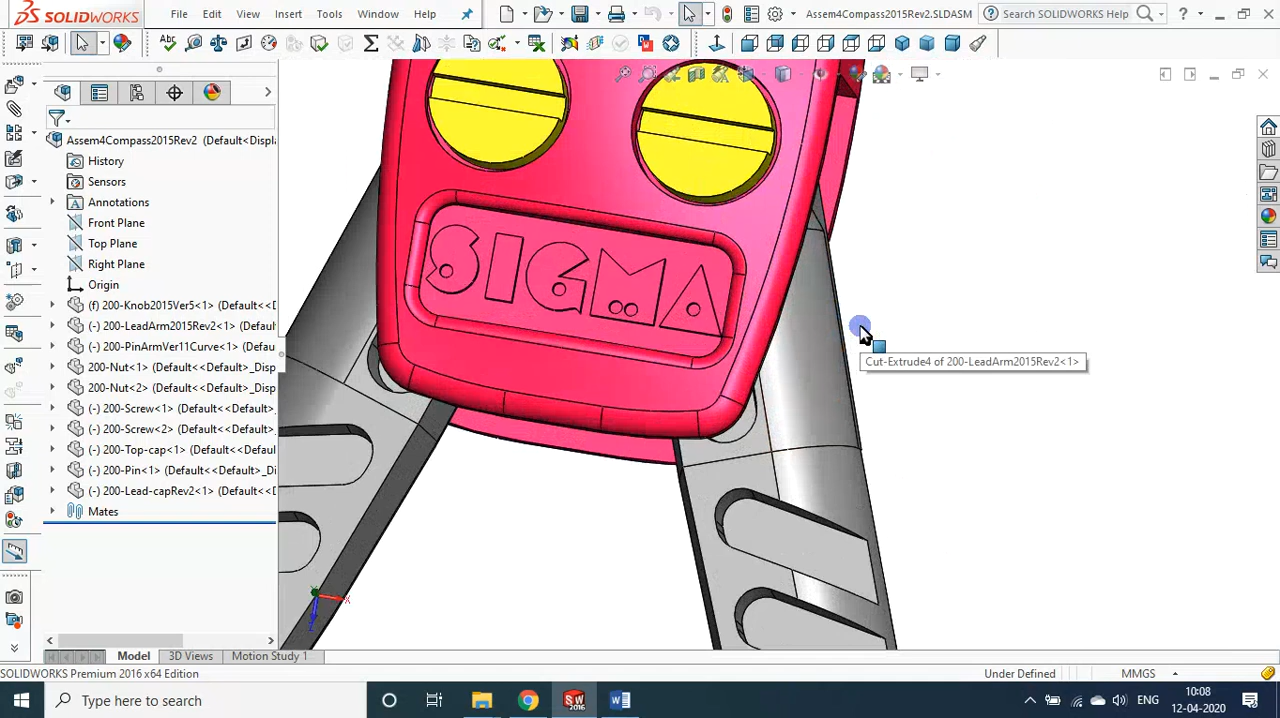 SOLIDWORKS File Edit View Insert Tools Window Help Assem4Compass2015Rev2.SLDASM Search SOLIDWORKS Help
Assem4Compass2015Rev2 (Default<Displ
History
Sensors
Annotations
Front Plane
Top Plane
Right Plane
Origin
(f) 200-Knob2015Ver5<1> (Default<<D
(-) 200-LeadArm2015Rev2<1> (Defaul
(-) 200-PinArmVer11Curve<1> (Default
200-Nut<1> (Default<<Default>_Disp
200-Nut<2> (Default<<Default>_Disp
(-) 200-Screw<1> (Default<<Default>_
(-) 200-Screw<2> (Default<<Default>_
(-) 200-Top-cap<1> (Default<<Default
(-) 200-Pin<1> (Default<<Default>_Di
(-) 200-Lead-capRev2<1> (Default<<D
Mates
SIGMA
Cut-Extrude4 of 200-LeadArm2015Rev2<1>
X
Model 3D Views Motion Study 1
SOLIDWORKS Premium 2016 x64 Edition Under Defined MMGS
Type here to search
ENG 10:08
12-04-2020